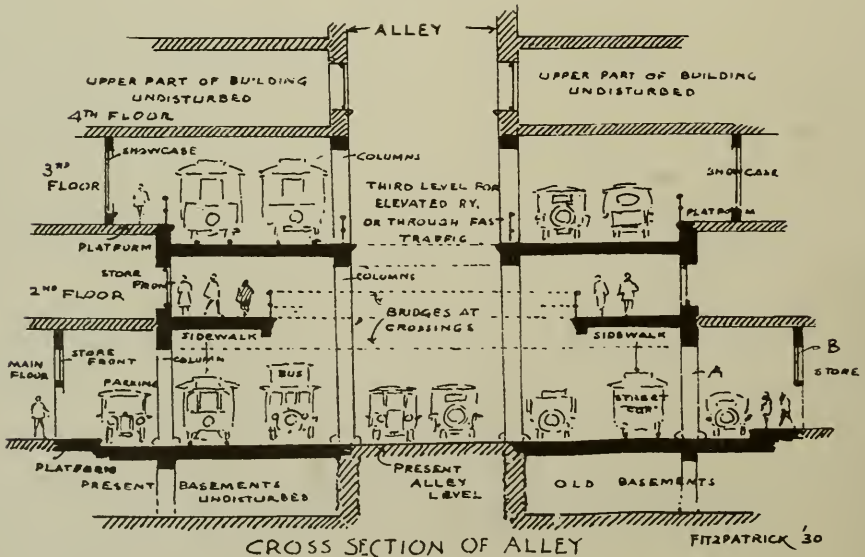 ALLEY
UPPER PART OF BUILDING
UNDISTURBED
UPPER PART OF BUILDING
UNDISTURBED
4TH FLOOR
3RD
FLOOR
SHOWCASE
COLUMNS
THIRD LEVEL FOR
ELEVATED RY.
OR THROUGH FAST
TRAFFIC
SHOWCASE
PLATFORM
PLATFORM
STORE
FRONT
2ND FLOOR
COLUMNS
BRIDGES AT
CROSSINGS
SIDEWALK
SIDEWALK
MAIN
FLOOR
STORE
FRONT
COLUMN
PARKING
BUS
STREET
CAR
A
B
STORE
PLATFORM
PRESENT BASEMENTS
UNDISTURBED
PRESENT
ALLEY
LEVEL
OLD BASEMENTS
CROSS SECTION OF ALLEY
FITZPATRICK '30